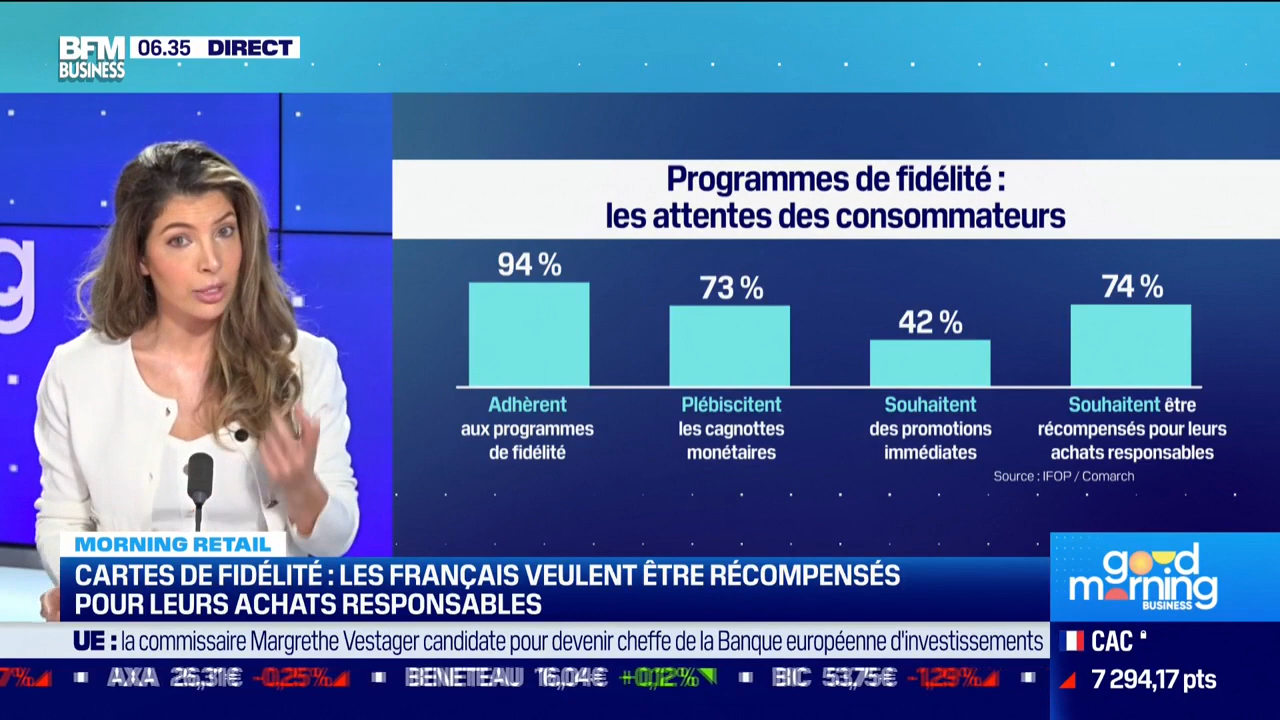 BFM
BUSINESS
06.35 DIRECT
Programmes de fidélité :
les attentes des consommateurs
94 %
73 %
42 %
74 %
Adhèrent
aux programmes
de fidélité
Plébiscitent
les cagnottes
monétaires
Souhaitent
des promotions
immédiates
Souhaitent être
récompensés pour leurs
achats responsables
Source : IFOP / Comarch
MORNING RETAIL
CARTES DE FIDÉLITÉ : LES FRANÇAIS VEULENT ÊTRE RÉCOMPENSÉS
POUR LEURS ACHATS RESPONSABLES
good
morning
BUSINESS
UE : la commissaire Margrethe Vestager candidate pour devenir cheffe de la Banque européenne d'investissements
CAC
7 294,17 pts
7% AXA 26,31€ -0,25% BENETEAU 16,04€ +0,12% BIC 53,75€ -1,29%